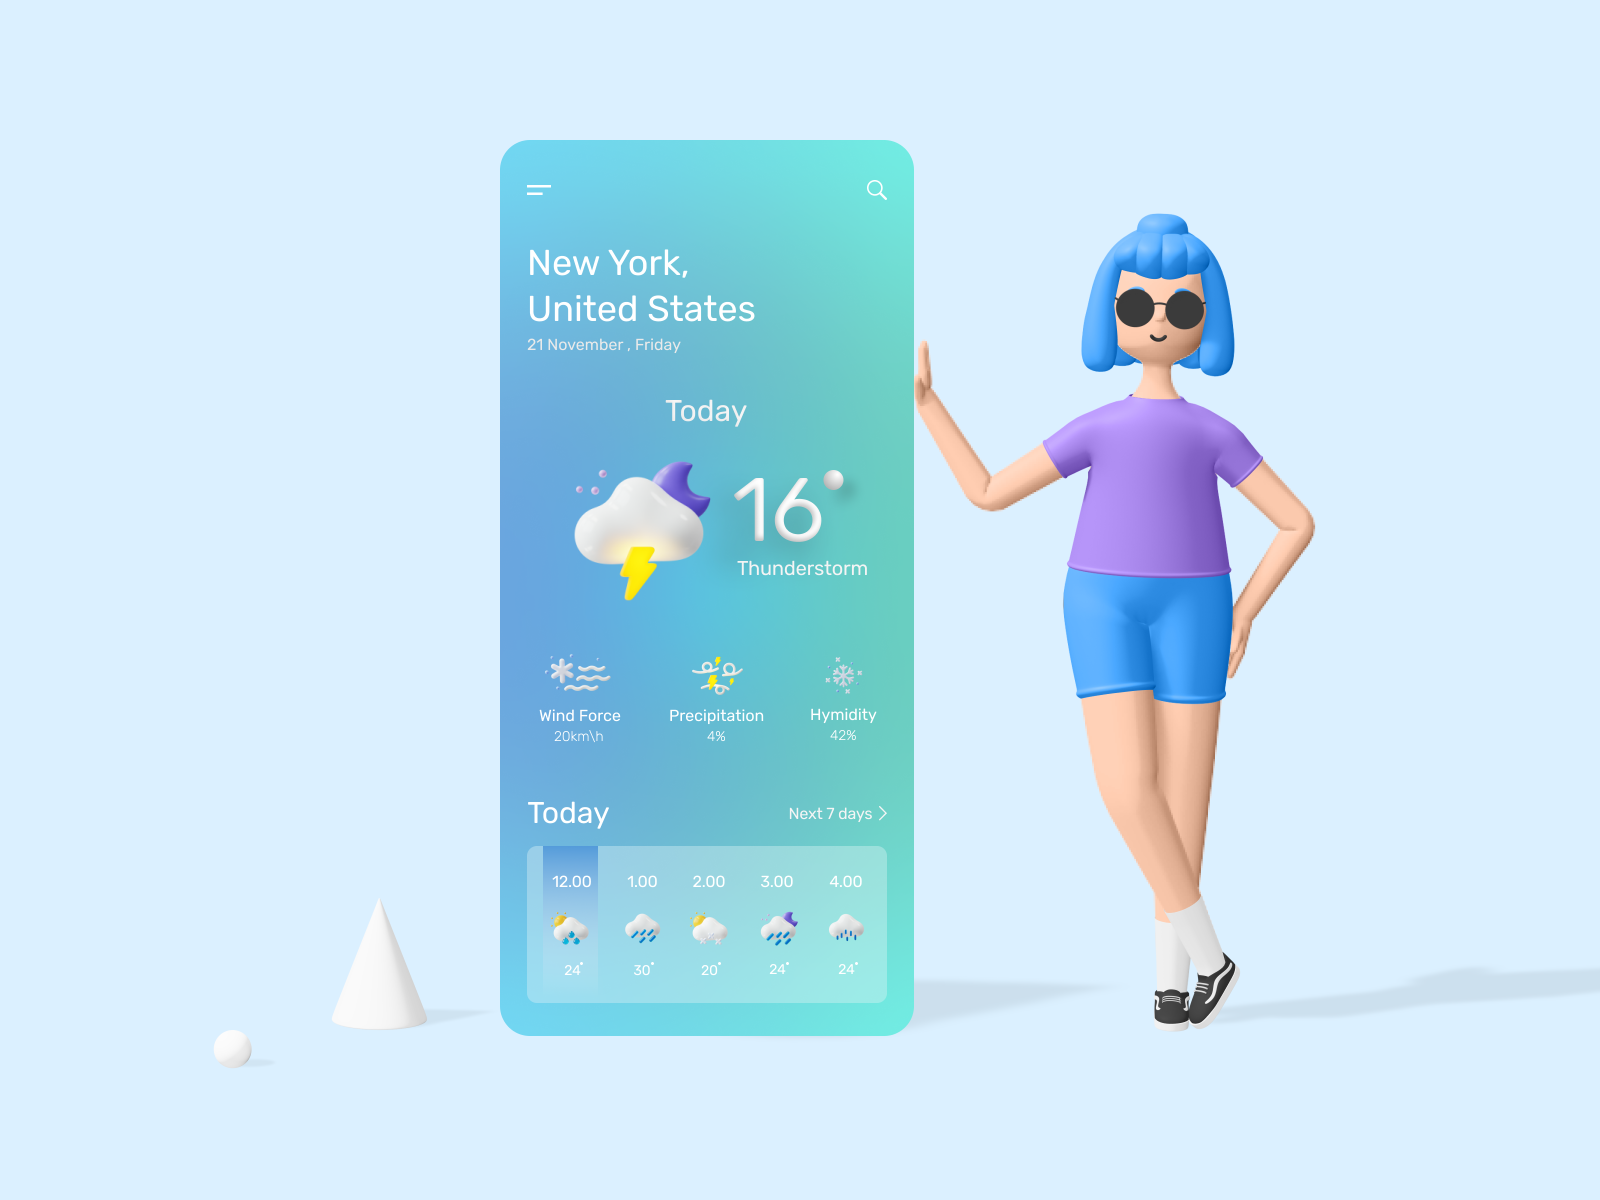 New York,
United States
21 November , Friday
Today
16°
Thunderstorm
Wind Force
20km\h
Precipitation
4%
Hymidity
42%
Today
Next 7 days
12.00 1.00 2.00 3.00 4.00
24° 30° 20° 24° 24°